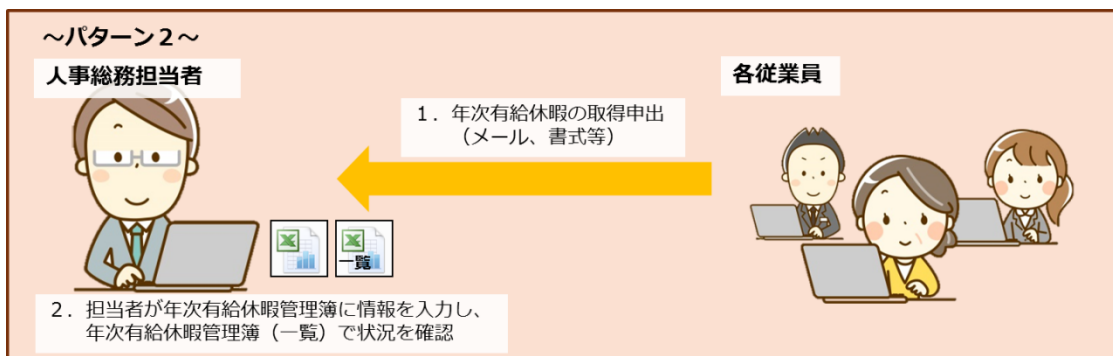 ～パターン２～
人事総務担当者
各従業員
１．年次有給休暇の取得申出
（メール、書式等）
一覧
２．担当者が年次有給休暇管理簿に情報を入力し、
年次有給休暇管理簿（一覧）で状況を確認